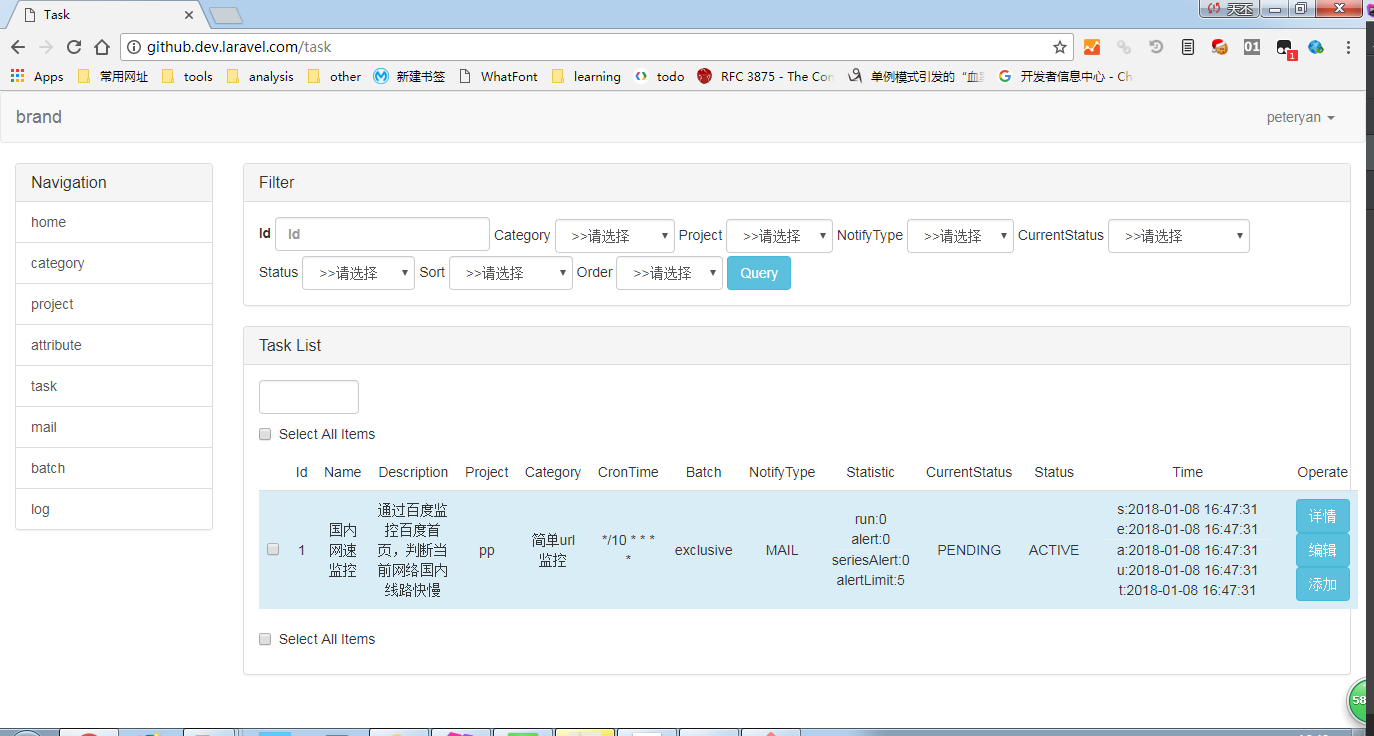 Task
天丕
github.dev.laravel.com/task
01
1
Apps 常用网址 tools analysis other 新建书签 WhatFont learning todo RFC 3875 - The Con 单例模式引发的“血 开发者信息中心 - Ch
brand
peteryan
Navigation
home
category
project
attribute
task
mail
batch
log
Filter
Id Id Category >>请选择 Project >>请选择 NotifyType >>请选择 CurrentStatus >>请选择
Status >>请选择 Sort >>请选择 Order >>请选择 Query
Task List
Select All Items
Id Name Description Project Category CronTime Batch NotifyType Statistic CurrentStatus Status Time Operate
1
国内
网速
监控
通过百度监
控百度首
页，判断当
前网络国内
线路快慢
pp
简单url
监控
*/10 * * *
*
exclusive
MAIL
run:0
alert:0
seriesAlert:0
alertLimit:5
PENDING
ACTIVE
s:2018-01-08 16:47:31
e:2018-01-08 16:47:31
a:2018-01-08 16:47:31
u:2018-01-08 16:47:31
t:2018-01-08 16:47:31
详情
编辑
添加
Select All Items
58